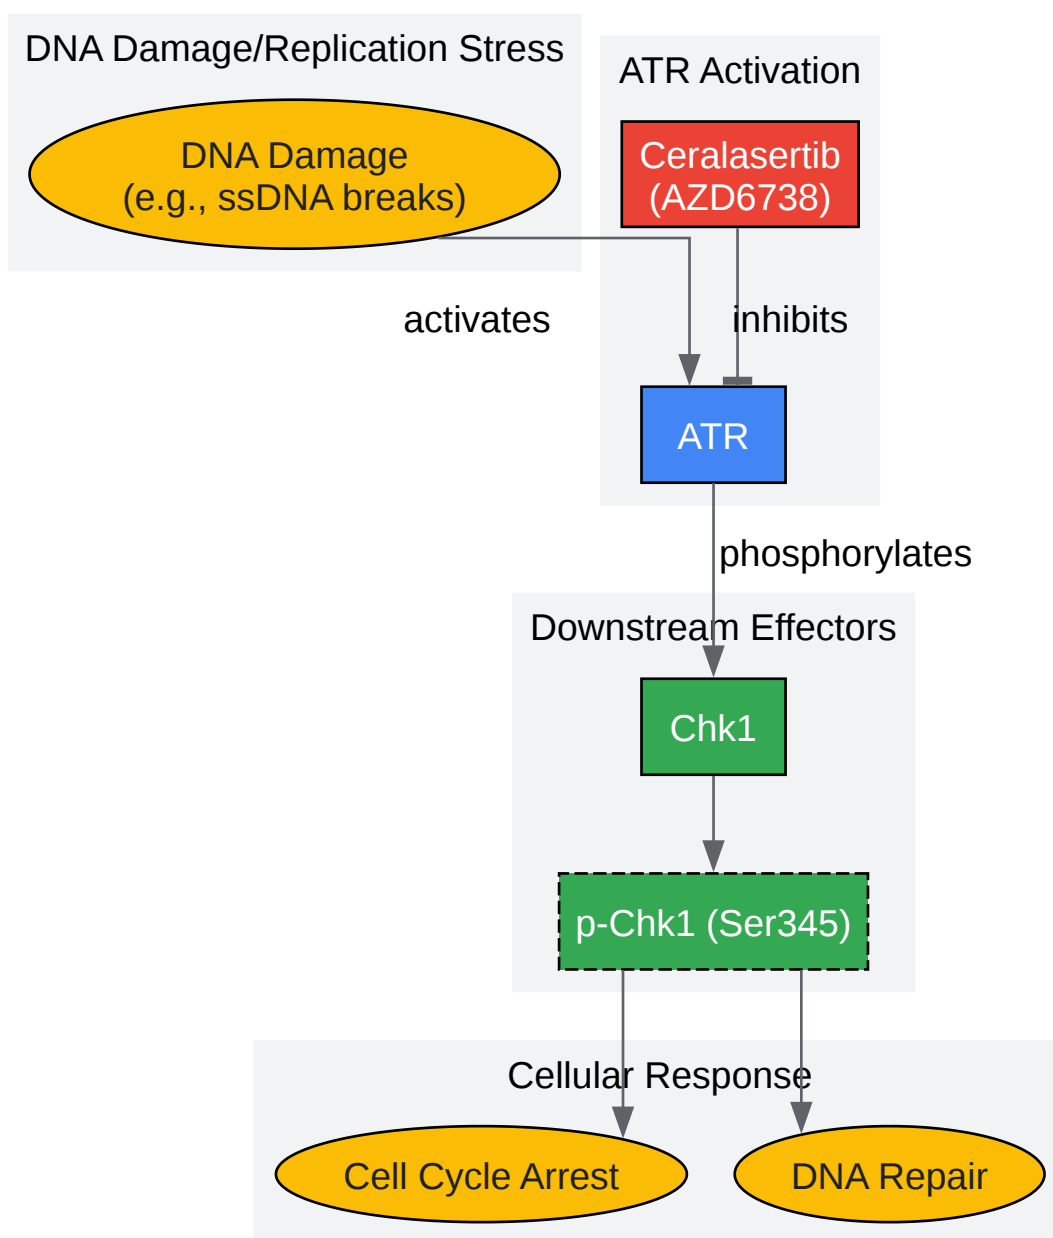 DNA Damage/Replication Stress
DNA Damage
(e.g., ssDNA breaks)
ATR Activation
Ceralasertib
(AZD6738)
activates
inhibits
ATR
phosphorylates
Downstream Effectors
Chk1
p-Chk1 (Ser345)
Cellular Response
Cell Cycle Arrest
DNA Repair